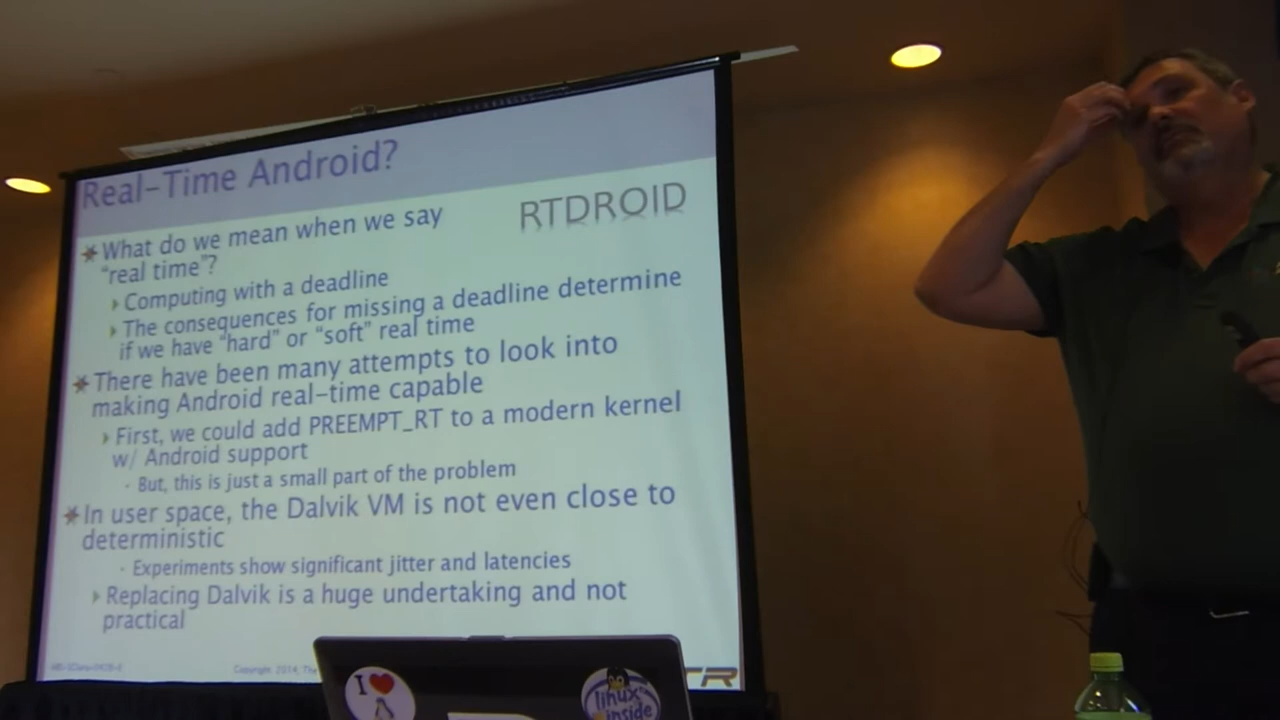 Real-Time Android?
RTDROID
What do we mean when we say
"real time"?
Computing with a deadline
The consequences for missing a deadline determine
if we have "hard" or "soft" real time
There have been many attempts to look into
making Android real-time capable
First, we could add PREEMPT_RT to a modern kernel
w/ Android support
- But, this is just a small part of the problem
In user space, the Dalvik VM is not even close to
deterministic
- Experiments show significant jitter and latencies
Replacing Dalvik is a huge undertaking and not
practical
Copyright 2014, The
TR
I
linux
inside